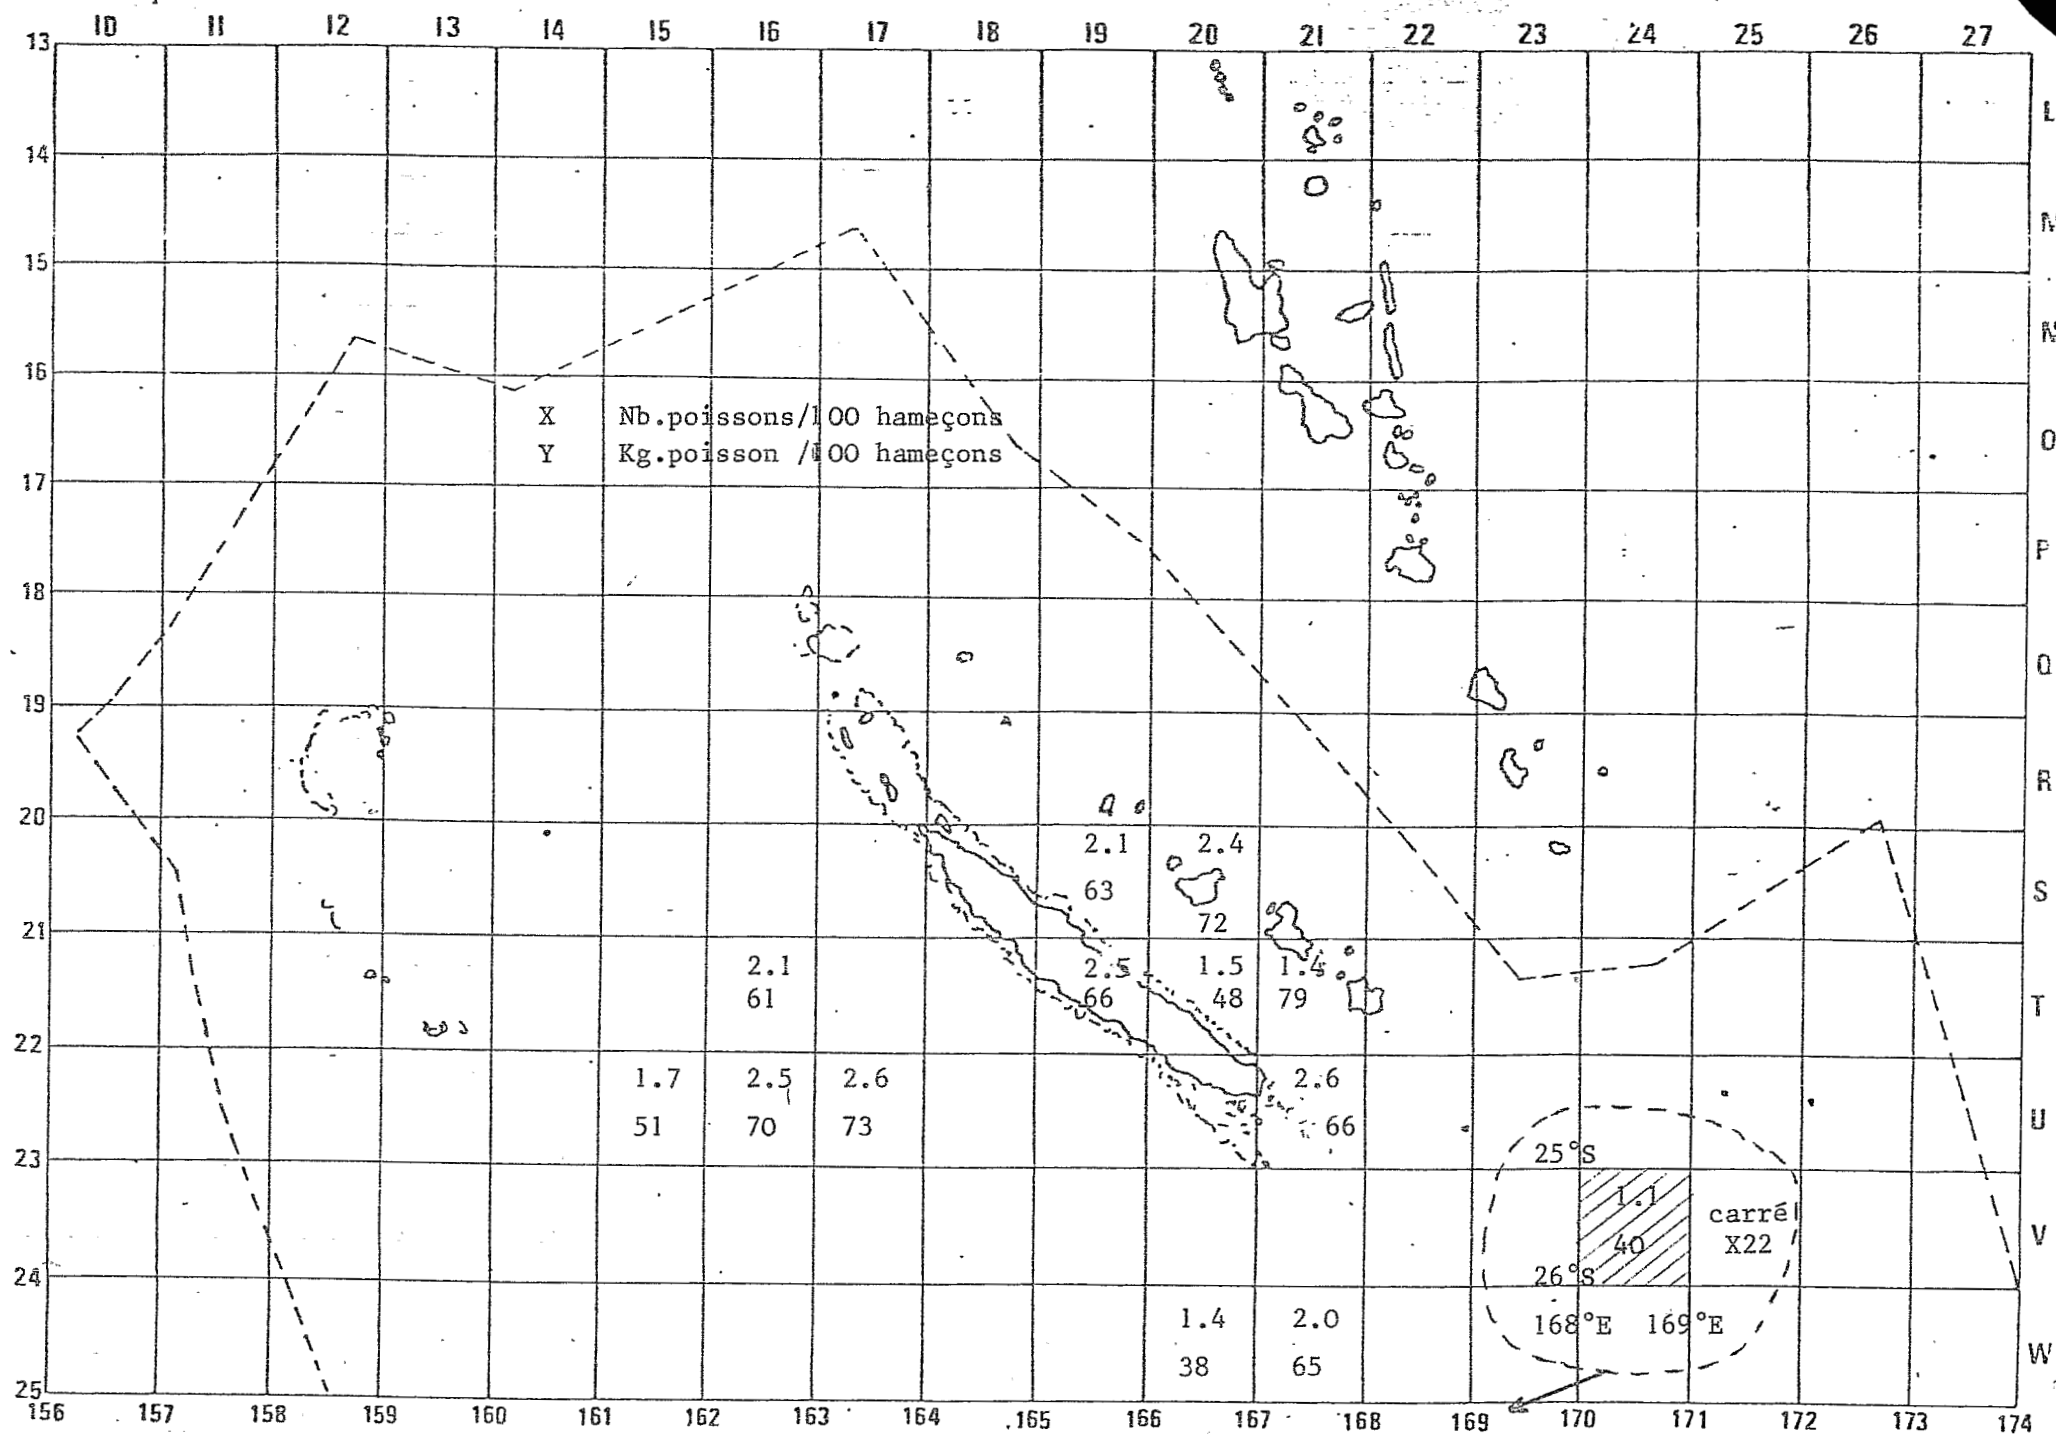 10 11 12 13 14 15 16 17 18 19 20 21 22 23 24 25 26 27
13
L
14
M
15
N
16
X Nb.poissons/100 hameçons
O
Y Kg.poisson /100 hameçons
17
P
18
Q
19
R
20
2.1 2.4
63
S
72
21
2.1 2.5 1.5 1.4
61 66 48 79
T
22
1.7 2.5 2.6 2.6
51 70 73 66
U
25°S
23
1.1
carré
40 X22
V
26°S
24
1.4 2.0 168°E 169°E
38 65
W
25
156 157 158 159 160 161 162 163 164 165 166 167 168 169 170 171 172 173 174